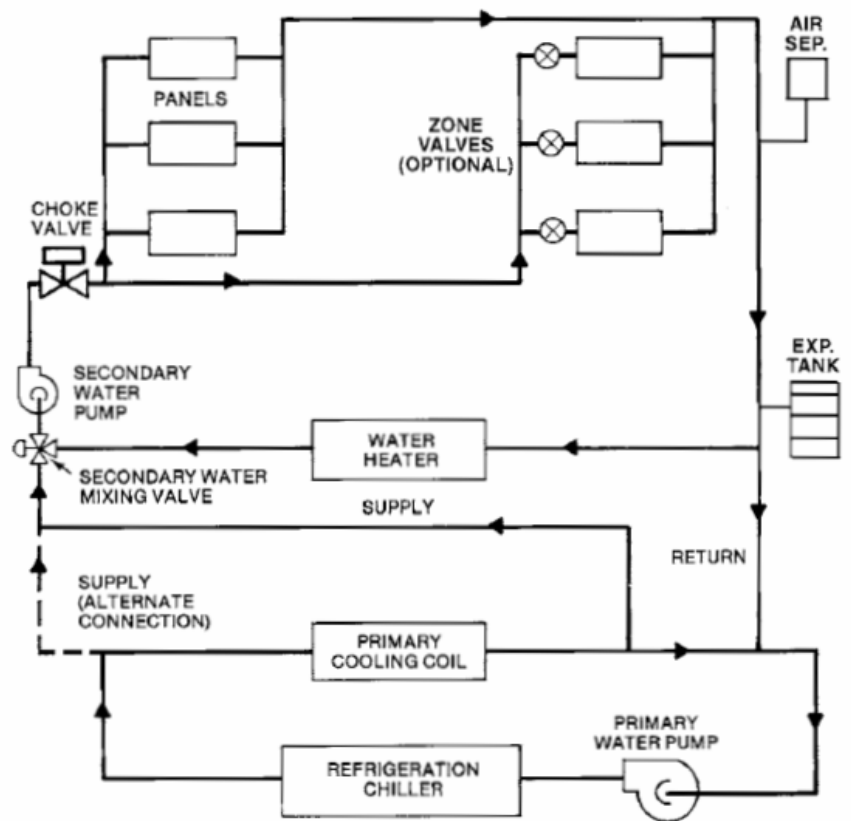 AIR
SEP.
PANELS
ZONE
VALVES
(OPTIONAL)
CHOKE
VALVE
EXP.
TANK
SECONDARY
WATER
PUMP
WATER
HEATER
SECONDARY WATER
MIXING VALVE
SUPPLY
RETURN
SUPPLY
(ALTERNATE
CONNECTION)
PRIMARY
COOLING COIL
PRIMARY
WATER PUMP
REFRIGERATION
CHILLER